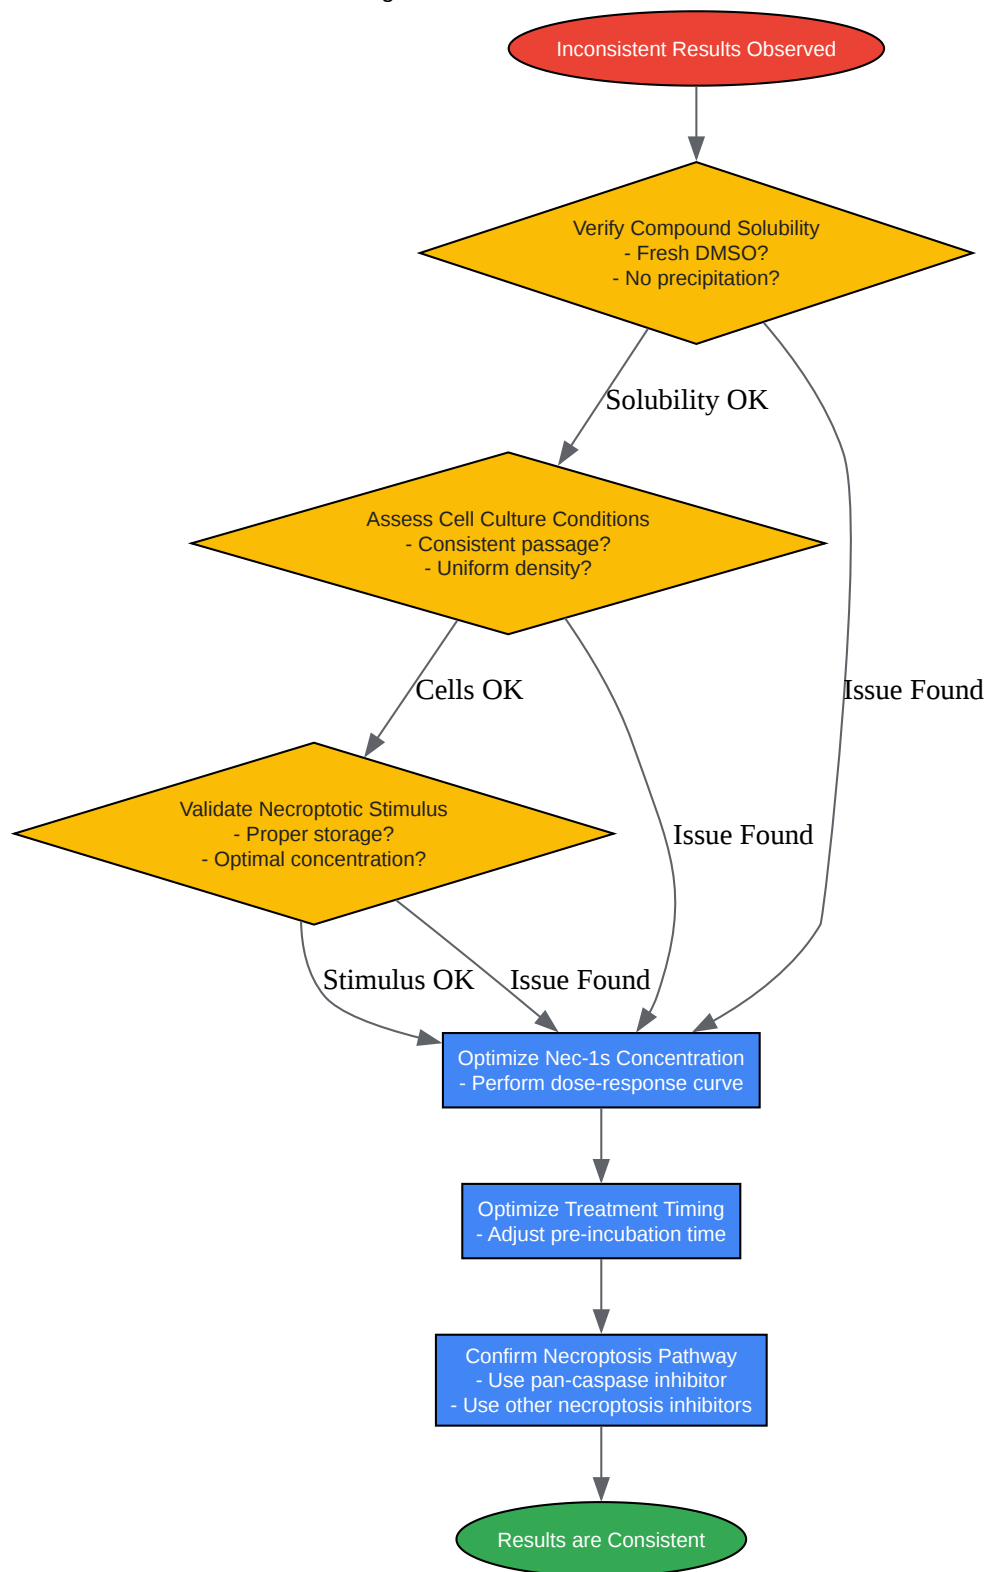 Inconsistent Results Observed
Verify Compound Solubility
- Fresh DMSO?
- No precipitation?
Solubility OK
Assess Cell Culture Conditions
- Consistent passage?
- Uniform density?
Cells OK
Issue Found
Validate Necroptotic Stimulus
- Proper storage?
- Optimal concentration?
Issue Found
Stimulus OK
Issue Found
Optimize Nec-1s Concentration
- Perform dose-response curve
Optimize Treatment Timing
- Adjust pre-incubation time
Confirm Necroptosis Pathway
- Use pan-caspase inhibitor
- Use other necroptosis inhibitors
Results are Consistent